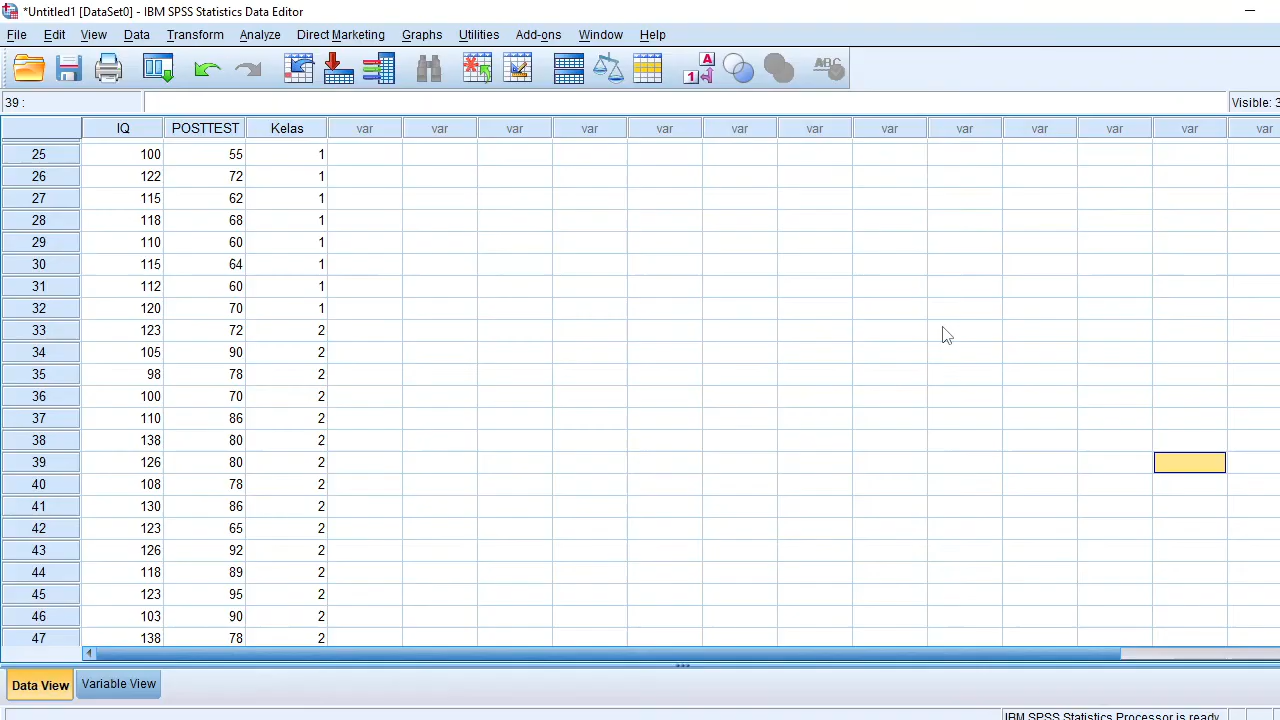 *Untitled1 [DataSet0] - IBM SPSS Statistics Data Editor
File Edit View Data Transform Analyze Direct Marketing Graphs Utilities Add-ons Window Help
39 : Visible: 3
IQ POSTTEST Kelas var var var var var var var var var var var var var
25 100 55 1
26 122 72 1
27 115 62 1
28 118 68 1
29 110 60 1
30 115 64 1
31 112 60 1
32 120 70 1
33 123 72 2
34 105 90 2
35 98 78 2
36 100 70 2
37 110 86 2
38 138 80 2
39 126 80 2
40 108 78 2
41 130 86 2
42 123 65 2
43 126 92 2
44 118 89 2
45 123 95 2
46 103 90 2
47 138 78 2
Data View Variable View
IBM SPSS Statistics Processor is ready